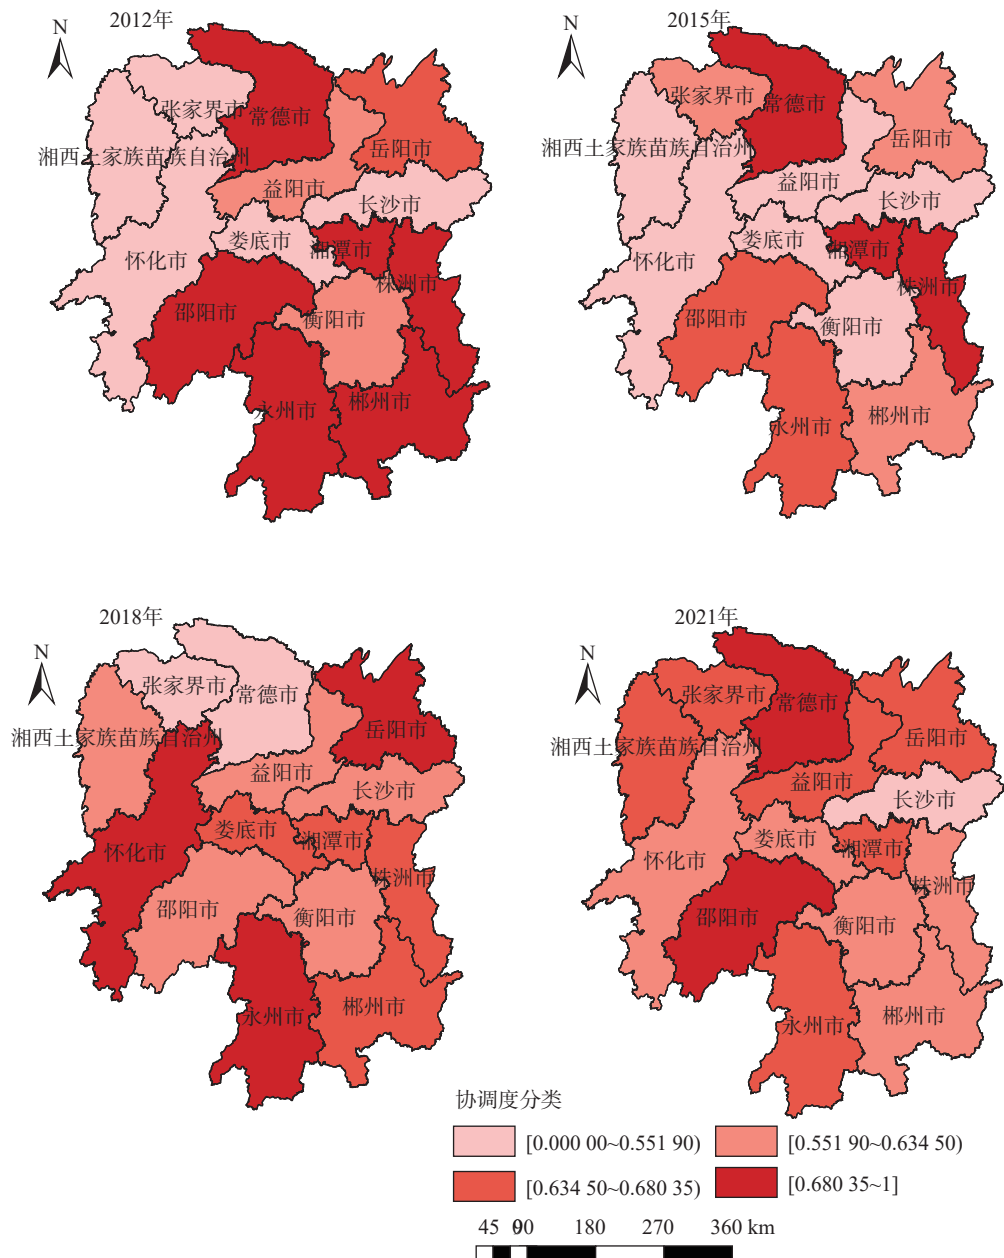 2012年
N
张家界市
常德市
岳阳市
湘西土家族苗族自治州
益阳市
长沙市
娄底市
湘潭市
怀化市
株洲市
邵阳市
衡阳市
永州市
郴州市
2015年
N
张家界市
常德市
岳阳市
湘西土家族苗族自治州
益阳市
长沙市
娄底市
湘潭市
怀化市
株洲市
邵阳市
衡阳市
郴州市
永州市
2018年
N
张家界市
常德市
岳阳市
湘西土家族苗族自治州
益阳市
长沙市
娄底市
湘潭市
怀化市
株洲市
邵阳市
衡阳市
郴州市
永州市
2021年
N
张家界市
常德市
岳阳市
湘西土家族苗族自治州
益阳市
长沙市
娄底市
湘潭市
怀化市
株洲市
邵阳市
衡阳市
郴州市
永州市
协调度分类
[0.000 00~0.551 90)
[0.551 90~0.634 50)
[0.634 50~0.680 35)
[0.680 35~1]
0 45 90 180 270 360 km